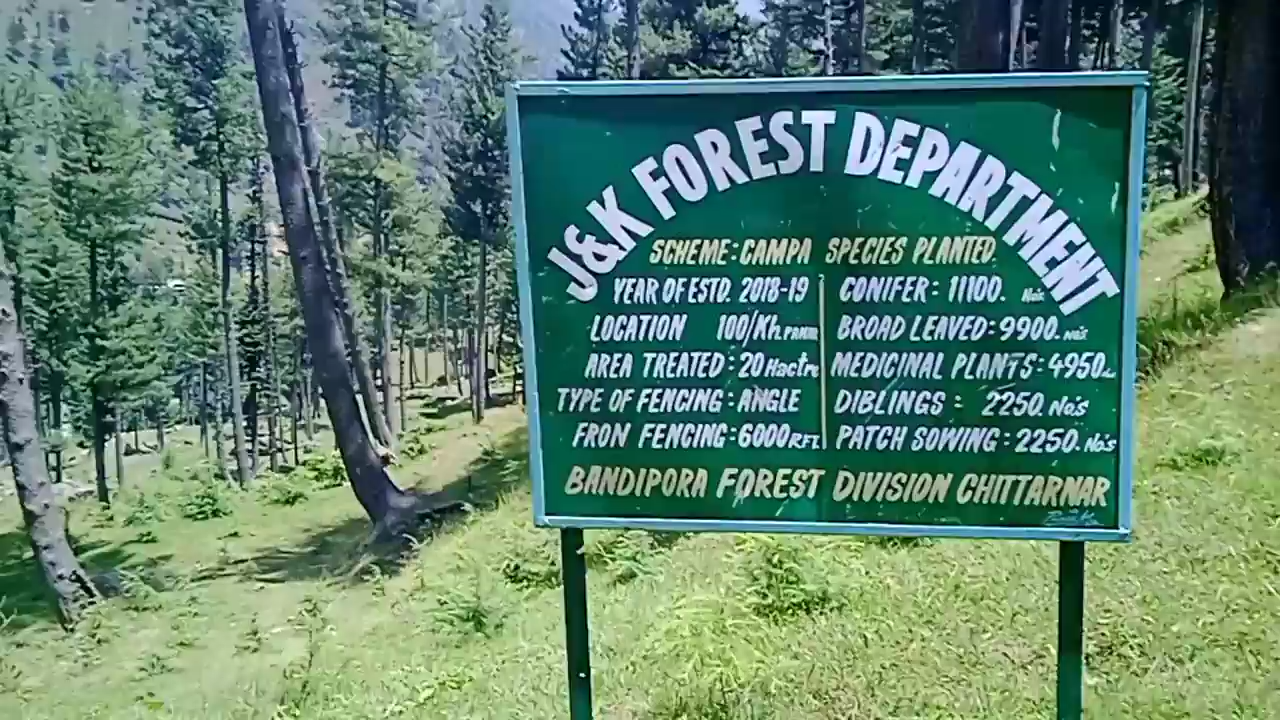 J&K FOREST DEPARTMENT
SCHEME: CAMPA SPECIES PLANTED
YEAR OF ESTD. 2018-19 CONIFER: 11100. No's
LOCATION 100/Kh. BROAD LEAVED: 9900. No's
AREA TREATED: 20 Hactre MEDICINAL PLANTS: 4950
TYPE OF FENCING: ANGLE DIBLINGS: 2250. No's
FRON FENCING: 6000 RFT. PATCH SOWING: 2250. No's
BANDIPORA FOREST DIVISION CHITTARNAR